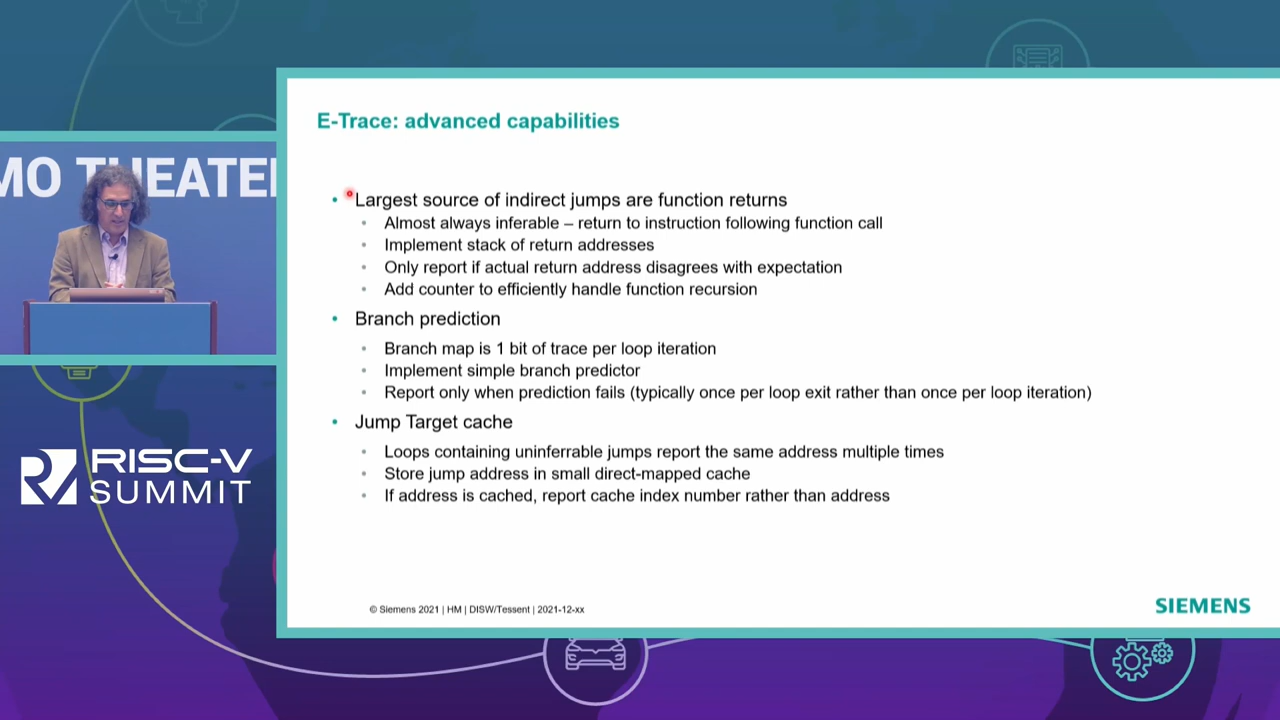 MO THEATE
RISC-V
SUMMIT
E-Trace: advanced capabilities
• Largest source of indirect jumps are function returns
• Almost always inferable – return to instruction following function call
• Implement stack of return addresses
• Only report if actual return address disagrees with expectation
• Add counter to efficiently handle function recursion
• Branch prediction
• Branch map is 1 bit of trace per loop iteration
• Implement simple branch predictor
• Report only when prediction fails (typically once per loop exit rather than once per loop iteration)
• Jump Target cache
• Loops containing uninferrable jumps report the same address multiple times
• Store jump address in small direct-mapped cache
• If address is cached, report cache index number rather than address
© Siemens 2021 | HM | DISW/Tessent | 2021-12-xx
SIEMENS